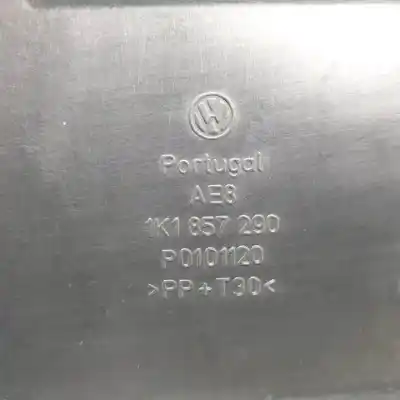 Portugal
AE8
1K1 857 290
P0101120
>PP+T30<